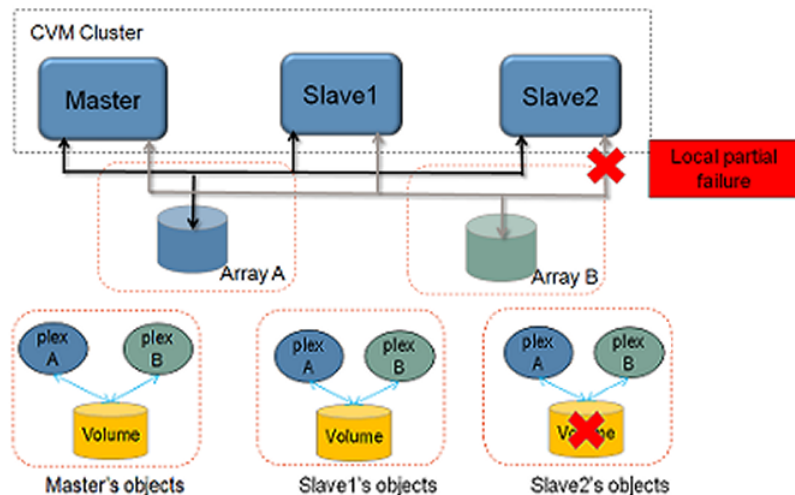 CVM Cluster
Master
Slave1
Slave2
Local partial
failure
Array A
Array B
plex
A
plex
B
Volume
plex
A
plex
B
Volume
plex
A
plex
B
Volume
Master's objects
Slave1's objects
Slave2's objects